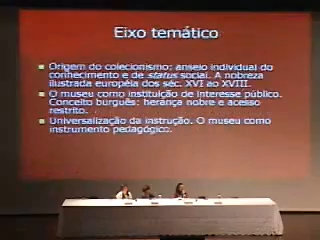 Eixo temático
Origem do colecionismo: anseio individual do
conhecimento e de status social. A nobreza
ilustrada européia dos séc. XVI ao XVIII.
O museu como instituição de interesse público.
Conceito burguês: herança nobre e acesso
restrito.
Universalização da instrução. O museu como
instrumento pedagógico.